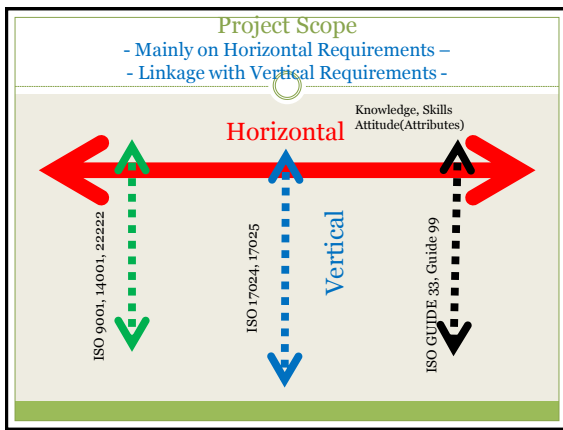 Project Scope
- Mainly on Horizontal Requirements –
- Linkage with Vertical Requirements -
Knowledge, Skills
Attitude(Attributes)
Horizontal
ISO 9001, 14001, 22222
ISO 17024, 17025
Vertical
ISO GUIDE 33, Guide 99